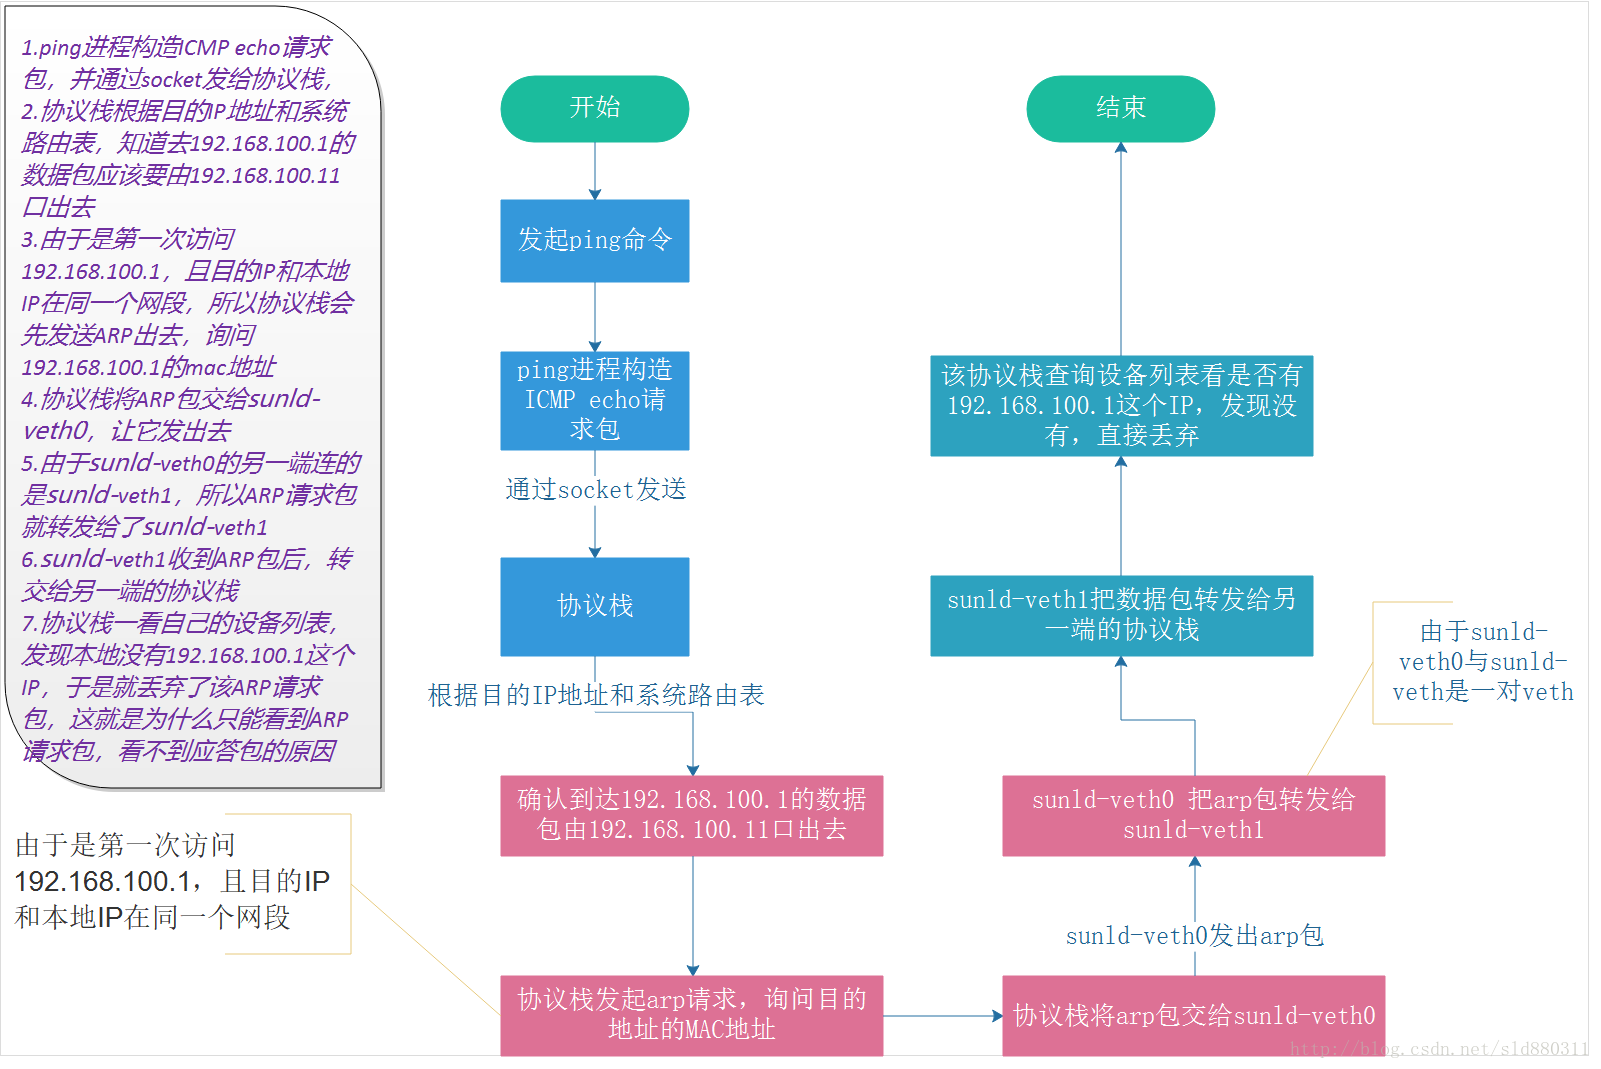 1.ping进程构造ICMP echo请求
包，并通过socket发给协议栈，
2.协议栈根据目的IP地址和系统
路由表，知道去192.168.100.1的
数据包应该要由192.168.100.11
口出去
3.由于是第一次访问
192.168.100.1，且目的IP和本地
IP在同一个网段，所以协议栈会
先发送ARP出去，询问
192.168.100.1的mac地址
4.协议栈将ARP包交给sunld-
veth0，让它发出去
5.由于sunld-veth0的另一端连的
是sunld-veth1，所以ARP请求包
就转发给了sunld-veth1
6.sunld-veth1收到ARP包后，转
交给另一端的协议栈
7.协议栈一看自己的设备列表，
发现本地没有192.168.100.1这个
IP，于是就丢弃了该ARP请求
包，这就是为什么只能看到ARP
请求包，看不到应答包的原因
由于是第一次访问
192.168.100.1，且目的IP
和本地IP在同一个网段
开始
发起ping命令
ping进程构造
ICMP echo请
求包
通过socket发送
协议栈
根据目的IP地址和系统路由表
确认到达192.168.100.1的数据
包由192.168.100.11口出去
协议栈发起arp请求，询问目的
地址的MAC地址
协议栈将arp包交给sunld-veth0
sunld-veth0发出arp包
sunld-veth0 把arp包转发给
sunld-veth1
由于sunld-
veth0与sunld-
veth是一对veth
sunld-veth1把数据包转发给另
一端的协议栈
该协议栈查询设备列表看是否有
192.168.100.1这个IP，发现没
有，直接丢弃
结束
http://blog.csdn.net/sld880311